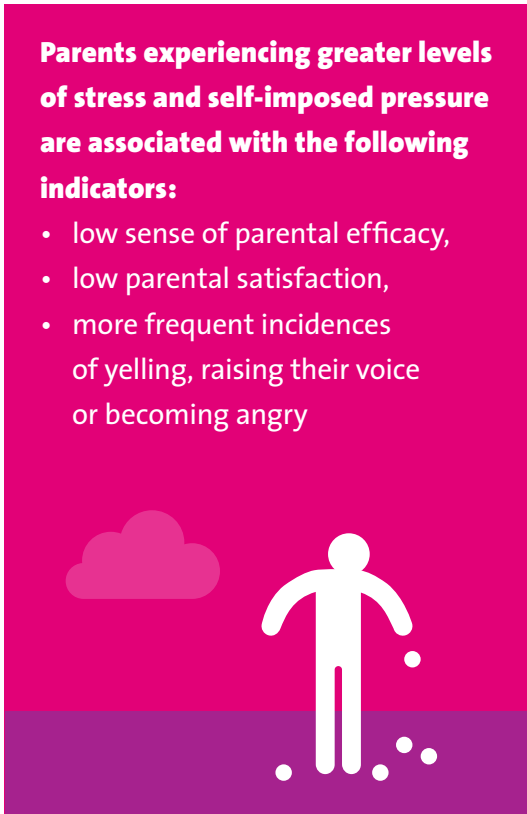 Parents experiencing greater levels
of stress and self-imposed pressure
are associated with the following
indicators:
• low sense of parental efficacy,
• low parental satisfaction,
• more frequent incidences
of yelling, raising their voice
or becoming angry